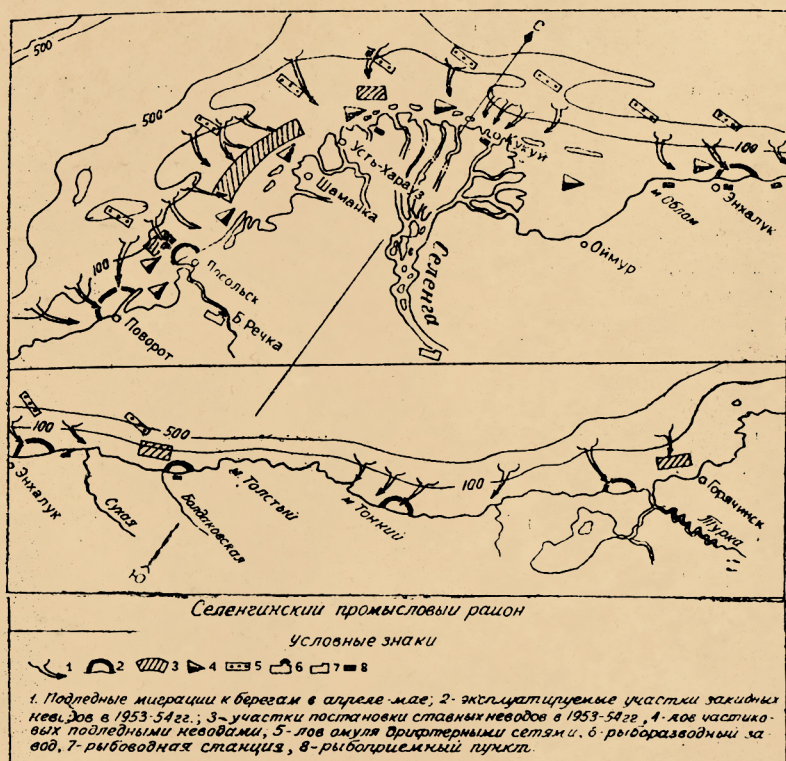 500
500
С
100
Усть-Харауз
Шаманка
Кукуй
м Облом
Энхалук
Оймур
Селенга
100
Посольск
Б Речка
Поворот
100
500
100
Энхалук
Сухая
Болдаковская
м. Толстый
м Тонкий
Горячинск
Турка
Ю
Селенгинский промысловый район
Условные знаки
1 2 3 4 5 6 7 8
1. Подледные миграции к берегам в апреле-мае; 2- эксплуатируемые участки закидных
неводов в 1953-54гг.; 3- участки постановки ставных неводов в 1953-54гг, 4- лов частико-
вых подледными неводами, 5- лов омуля дрифтерными сетями. 6- рыборазводный за
вод, 7- рыбоводная станция, 8- рыбоприемный пункт.